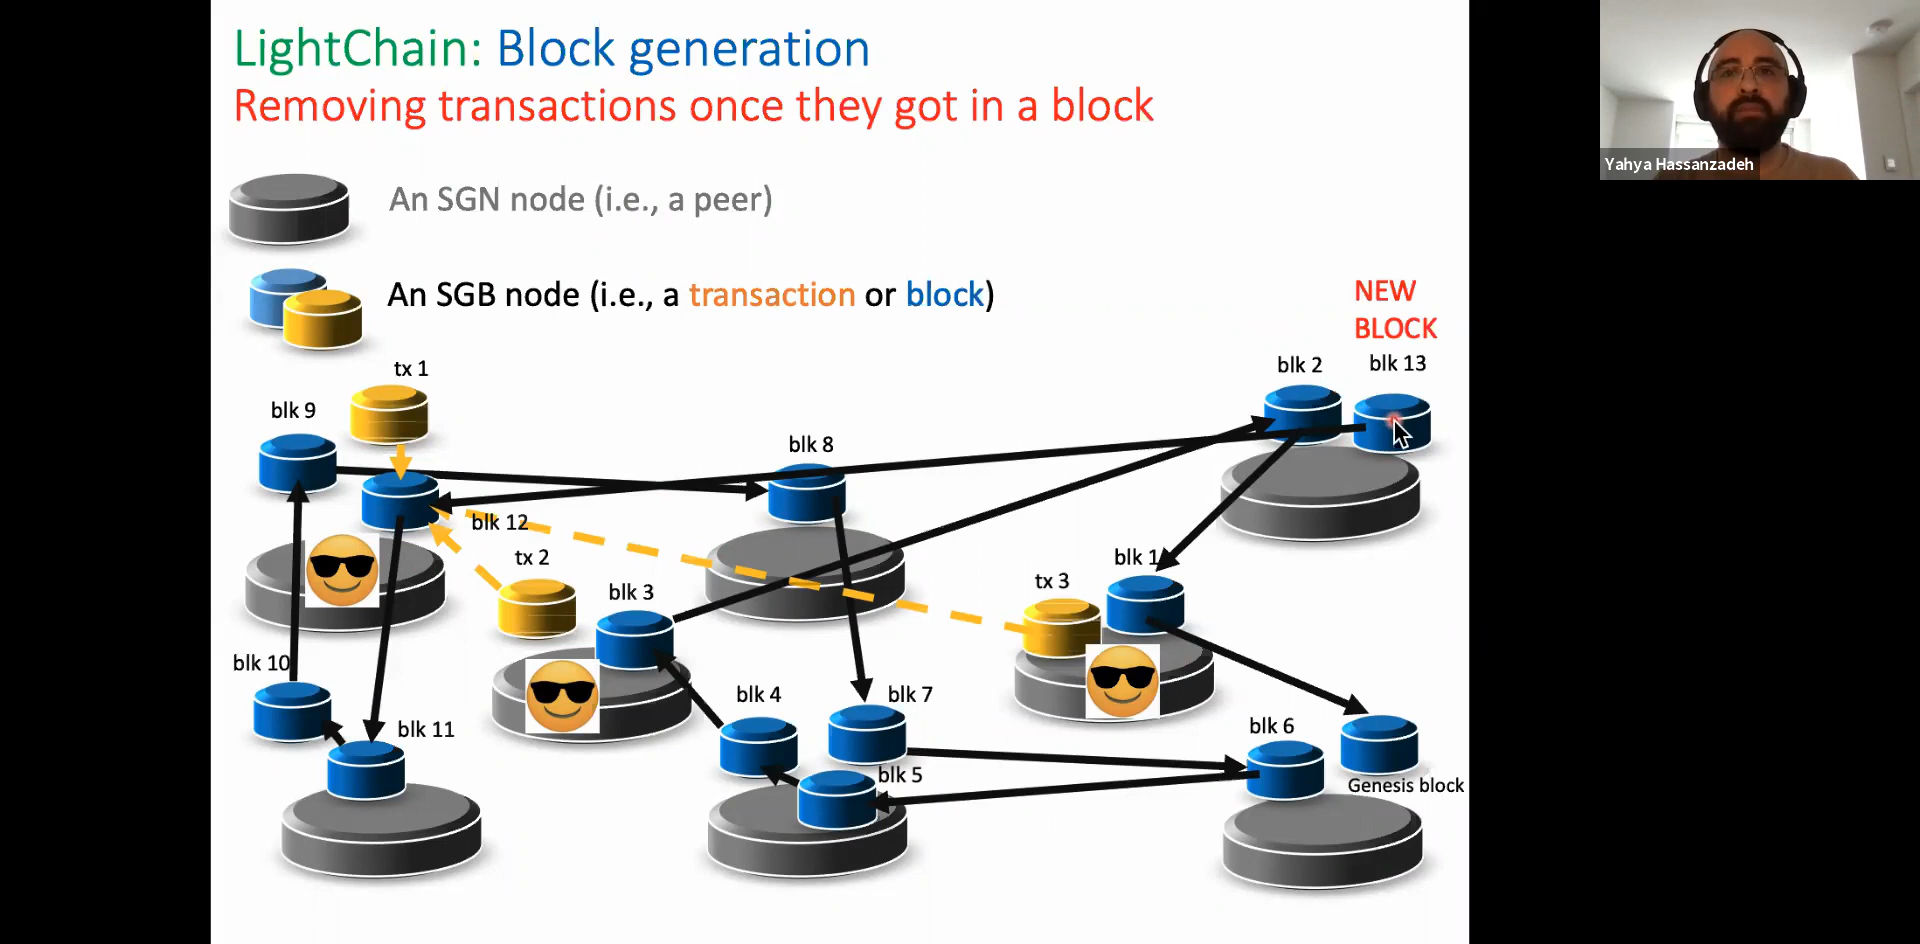 LightChain: Block generation
Removing transactions once they got in a block
Yahya Hassanzadeh
An SGN node (i.e., a peer)
An SGB node (i.e., a transaction or block)
NEW
BLOCK
tx 1
blk 2
blk 13
blk 9
blk 8
blk 12
tx 2
blk 1
tx 3
blk 3
blk 10
blk 4
blk 7
blk 11
blk 6
blk 5
Genesis block